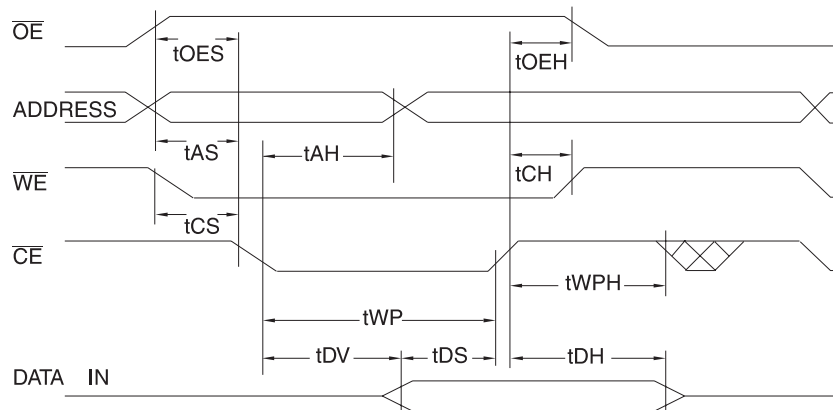 OE
tOES
tOEH
ADDRESS
tAS
tAH
tCH
WE
tCS
CE
tWPH
tWP
tDV
tDS
tDH
DATA IN